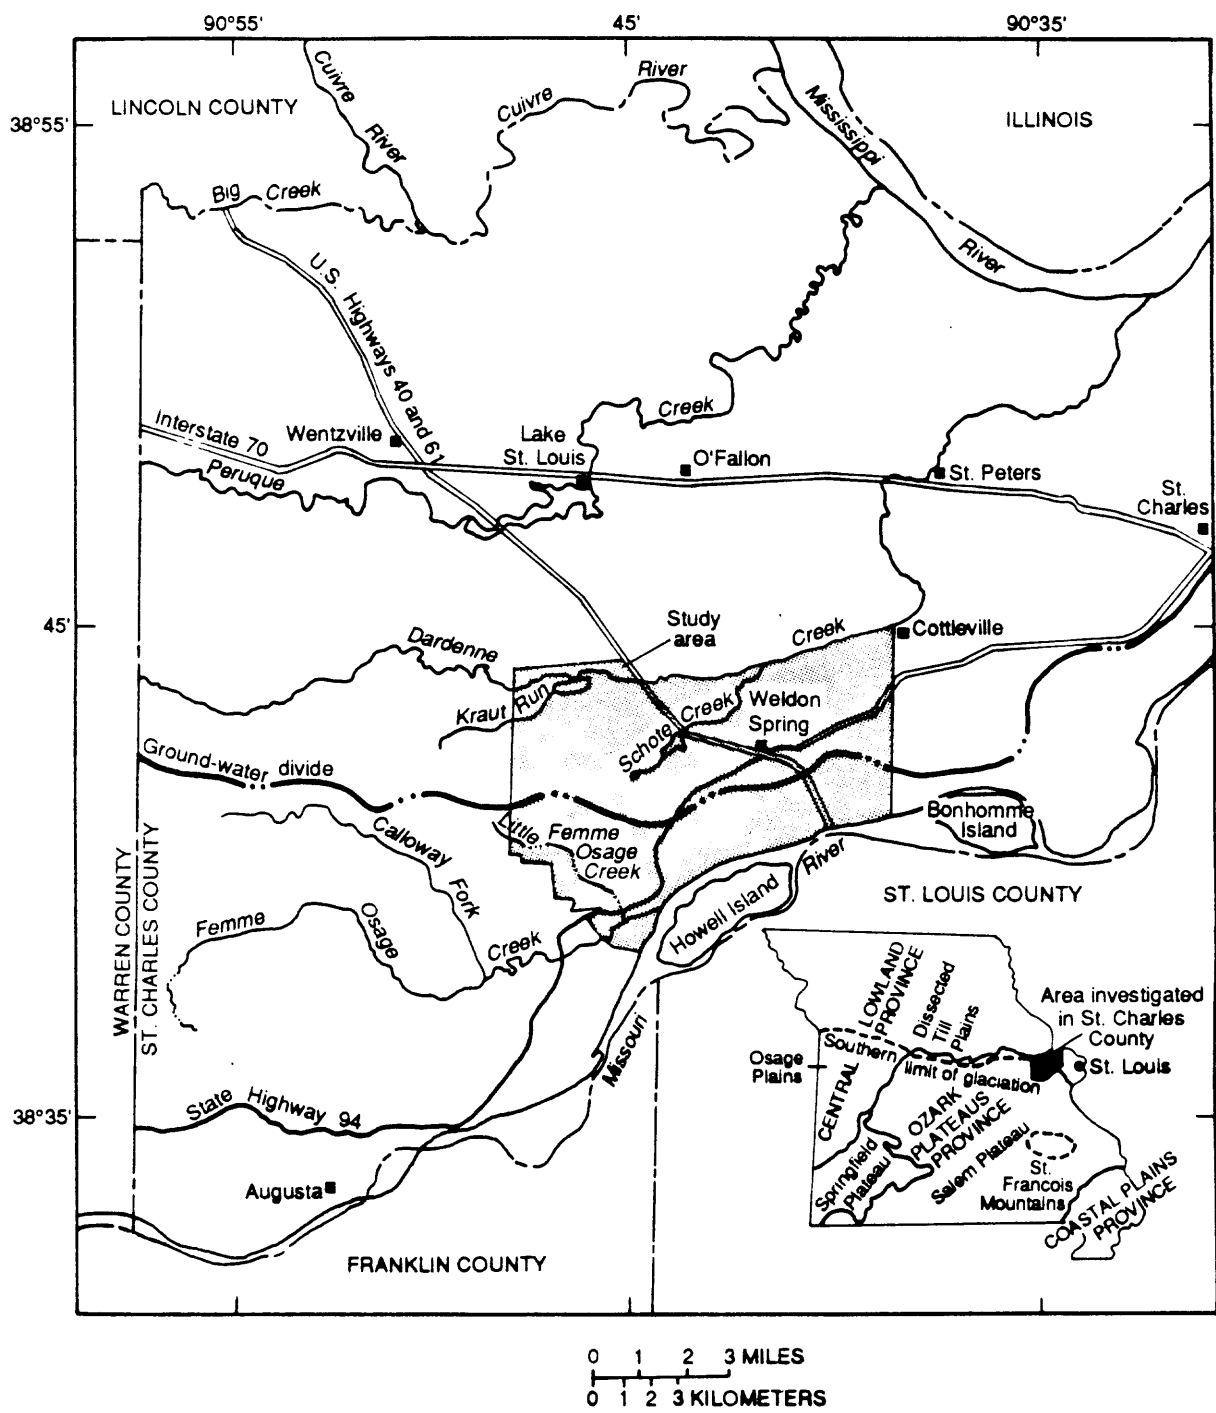 90°55'
45'
90°35'
38°55'
LINCOLN COUNTY
Cuivre
River
Cuivre
River
Mississippi
River
ILLINOIS
Big Creek
U.S. Highways 40 and 61
Interstate 70
Wentzville
Peruque
Lake
St. Louis
Creek
O'Fallon
St. Peters
St.
Charles
45'
Study
area
Dardenne
Creek
Cottleville
Kraut Run
Schote Creek
Weldon
Spring
Ground-water divide
Little Femme
Osage
Creek
Calloway
Fork
Femme
Osage
Creek
Bonhomme
Island
River
Howell Island
ST. LOUIS COUNTY
WARREN COUNTY
ST. CHARLES COUNTY
Missouri
38°35'
State Highway 94
Augusta
FRANKLIN COUNTY
LOWLAND
PROVINCE
Dissected
Till
Plains
Area investigated
in St. Charles
County
Southern
limit of glaciation
Osage
Plains
St. Louis
CENTRAL
OZARK
PLATEAUS
PROVINCE
Springfield
Plateau
Salem Plateau
St.
Francois
Mountains
COASTAL PLAINS
PROVINCE
0 1 2 3 MILES
0 1 2 3 KILOMETERS